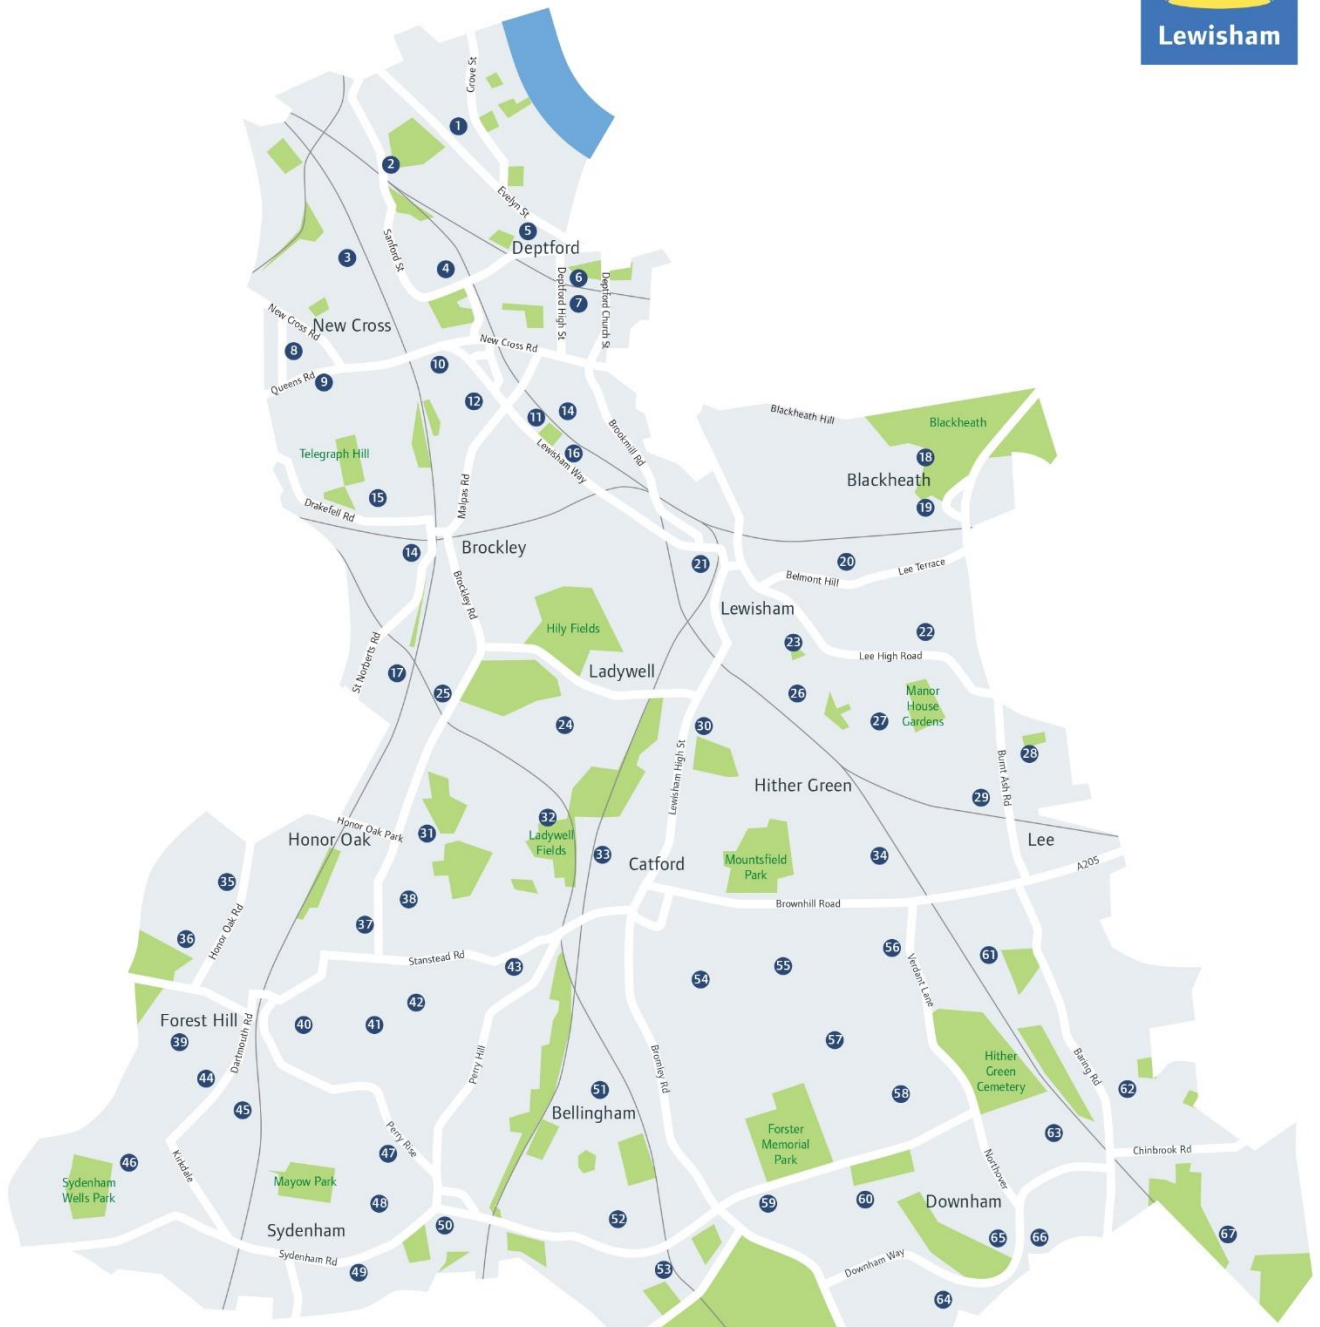 Lewisham
Grove St
1
2
Evelyn St
5
Deptford
Sanford St
3
4
6
Deptford High St
Deptford Church St
7
New Cross Rd
New Cross
8
New Cross Rd
10
Queens Rd
9
12
11
14
Blackheath Hill
Blackheath
Brookmill Rd
Telegraph Hill
16
Lewisham Way
18
Blackheath
Malpas Rd
15
Drakefell Rd
19
Brockley
14
21
20
Belmont Hill
Lee Terrace
Brockley Rd
Lewisham
Hily Fields
22
23
Lee High Road
St Norberts Rd
17
Ladywell
25
26
Manor
House
Gardens
27
24
30
28
Lewisham High St
Hither Green
Burnt Ash Rd
29
Honor Oak Park
31
32
Ladywell
Fields
Honor Oak
33
Catford
Mountsfield
Park
34
Lee
A205
35
38
Brownhill Road
Honor Oak Rd
37
36
Stanstead Rd
43
56
61
54
55
Verdant Lane
42
Forest Hill
40
41
39
Dartmouth Rd
57
Perry Hill
Bromley Rd
Hither
Green
Cemetery
Baring Rd
44
51
58
62
45
Bellingham
Forster
Memorial
Park
63
Perry Rise
47
Chinbrook Rd
46
Kirkdale
Sydenham
Wells Park
Mayow Park
Northover
48
59
60
Downham
52
50
Sydenham
65
66
67
Sydenham Rd
49
53
Downham Way
64